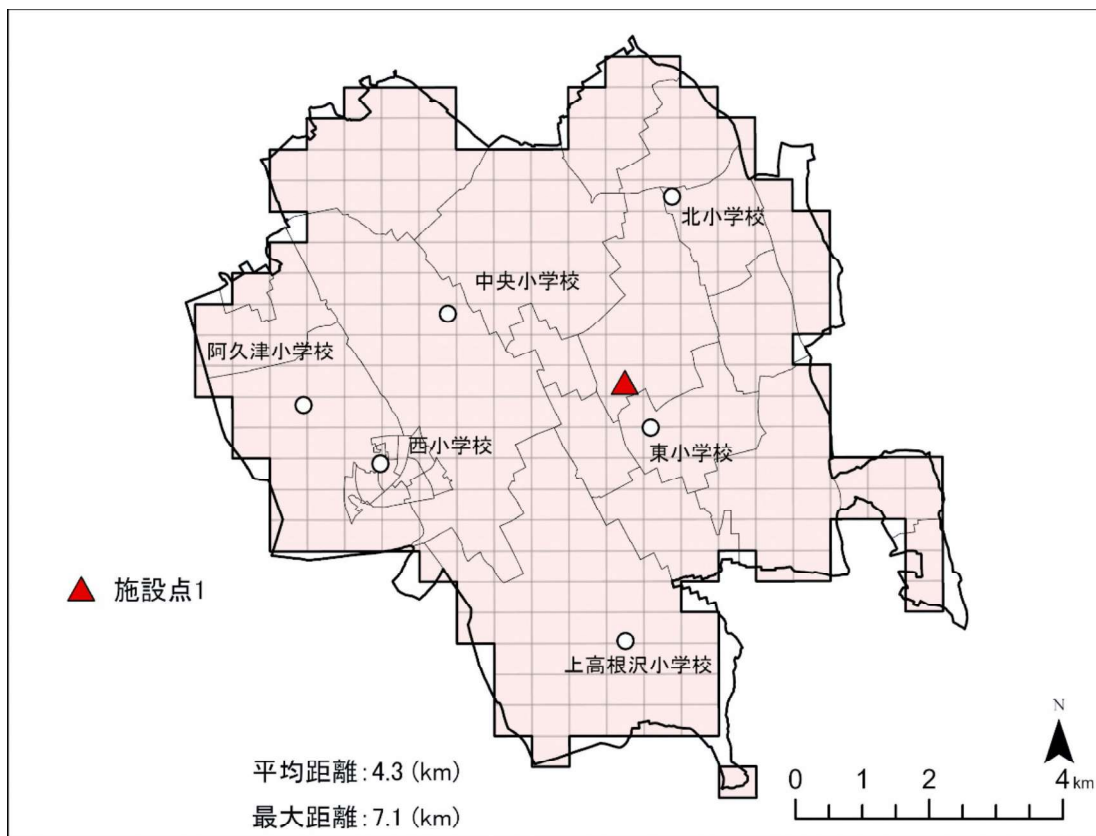 北小学校
中央小学校
阿久津小学校
西小学校
東小学校
施設点1
上高根沢小学校
平均距離:4.3 (km)
最大距離:7.1 (km)
N
0 1 2 4 km